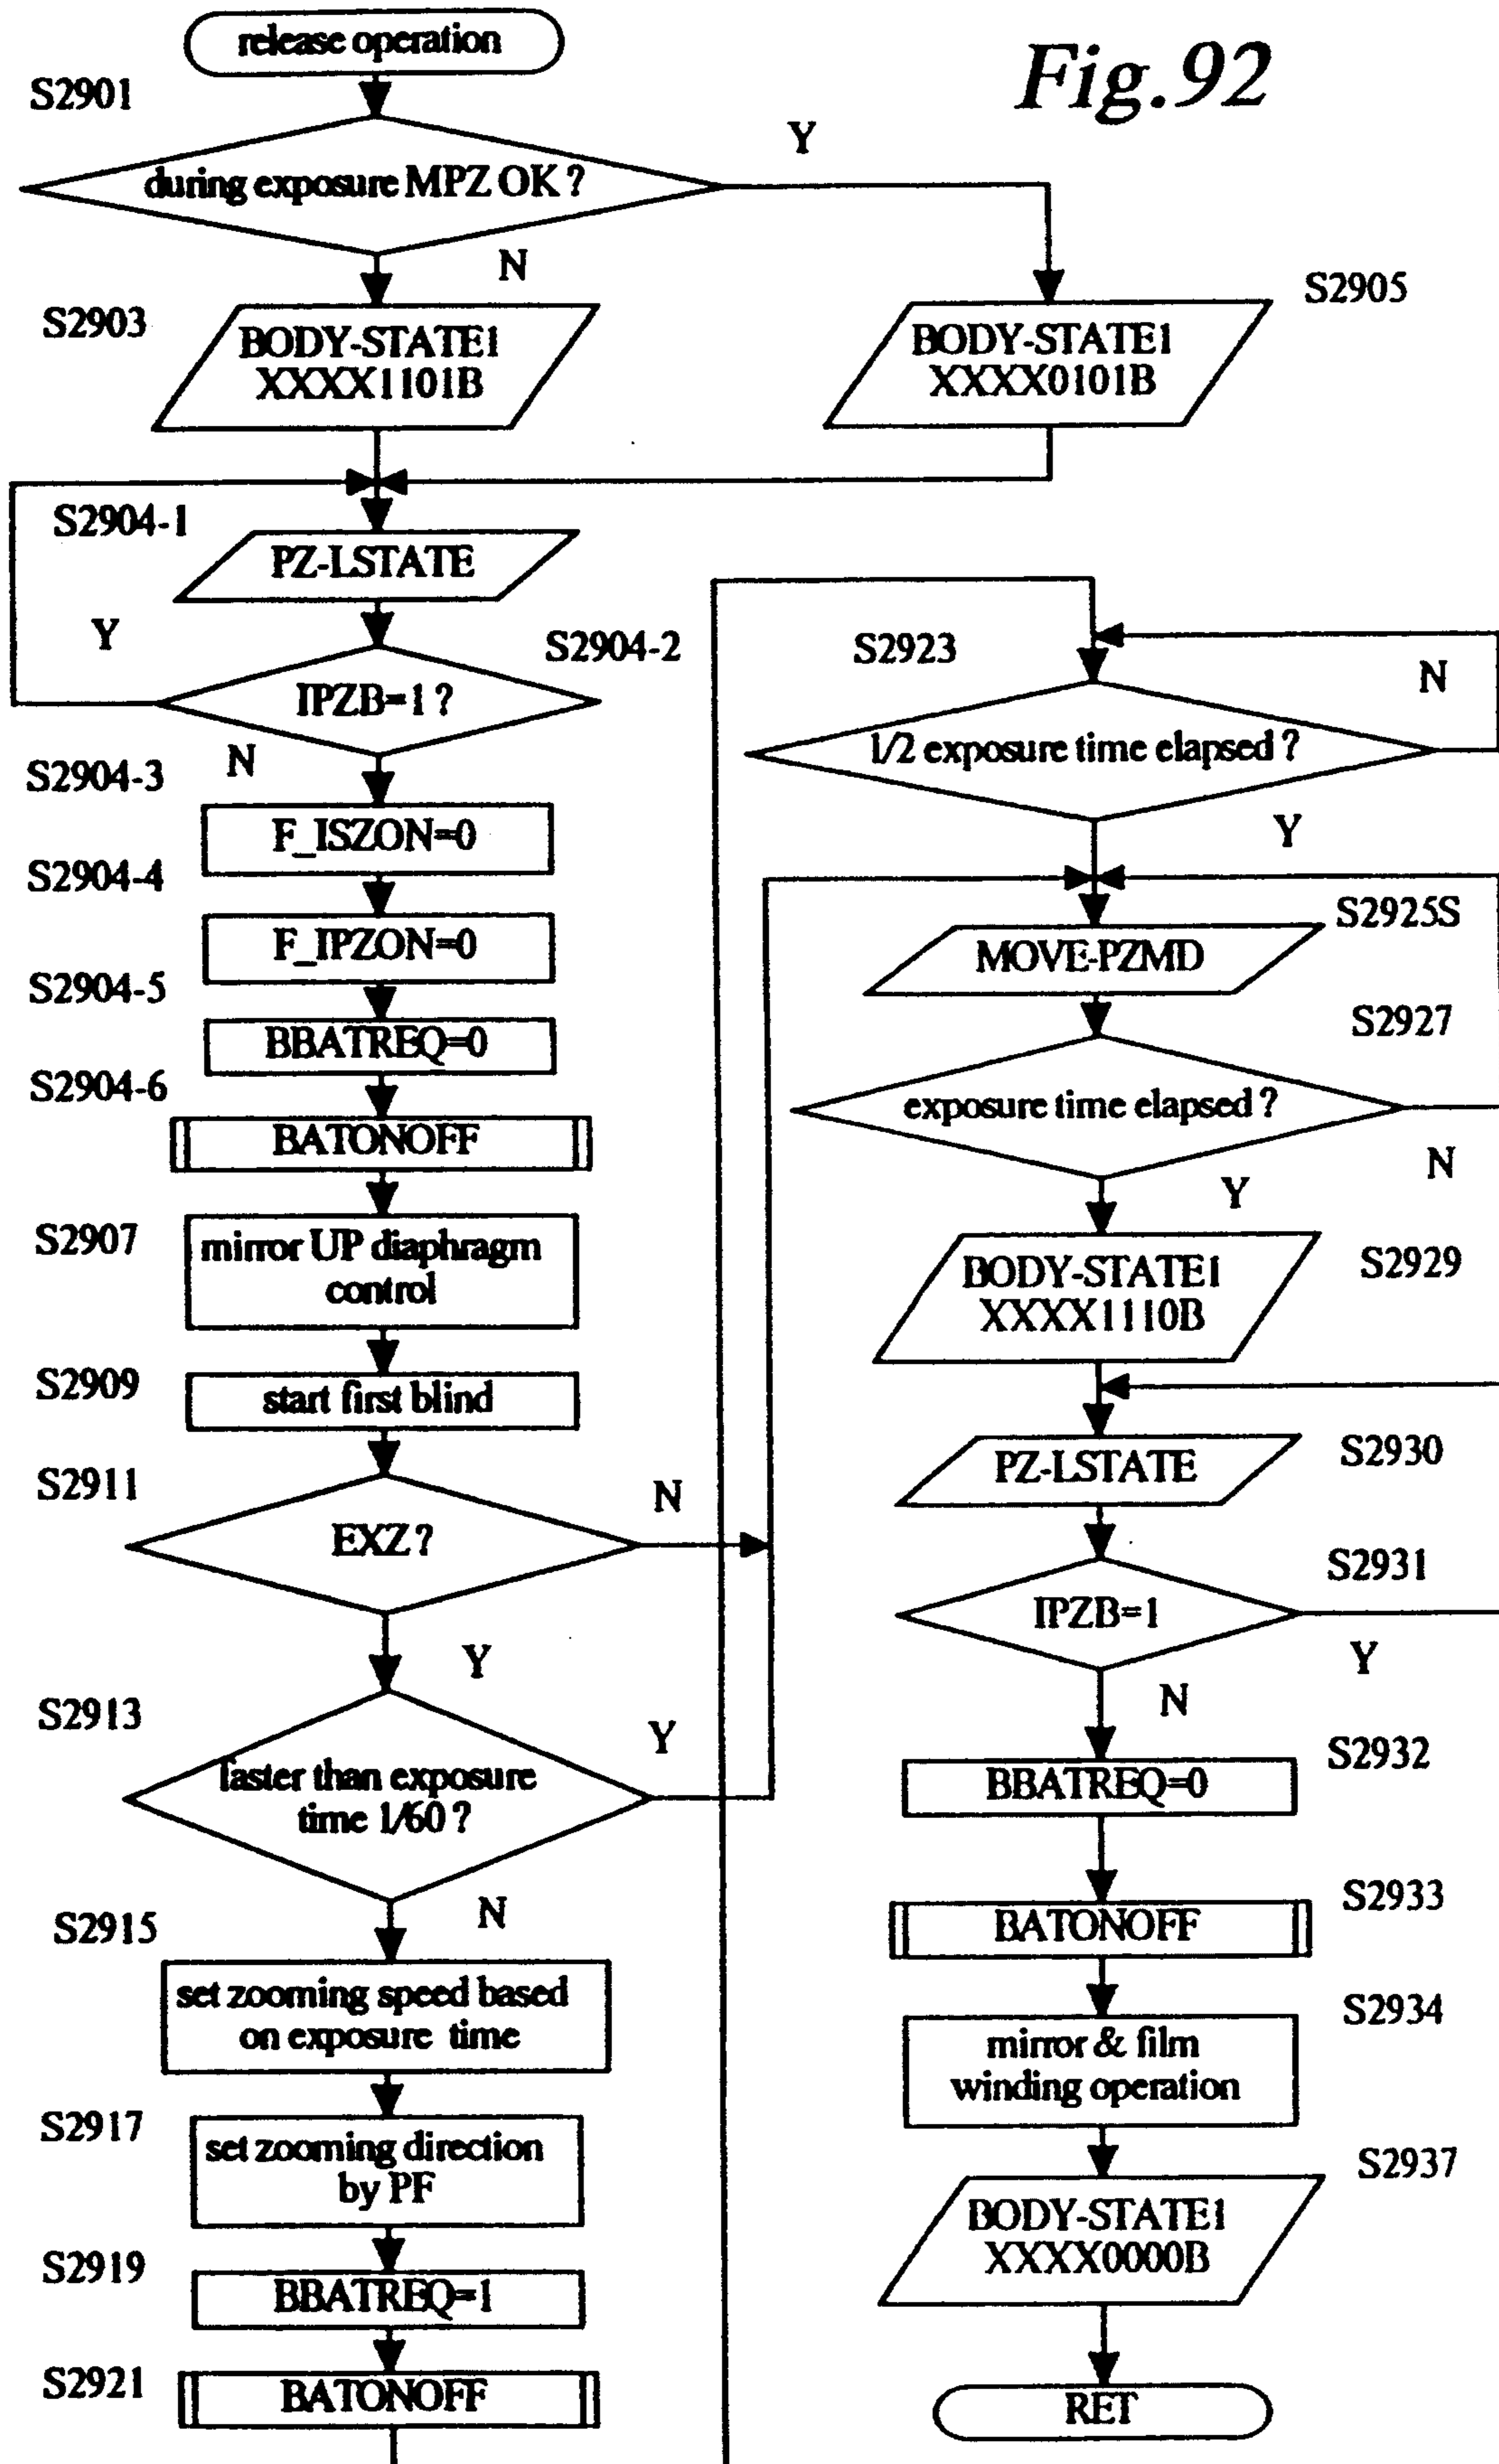 Fig.92
release operation
S2901
during exposure MPZ OK ?
Y
N
S2903
BODY-STATE1
XXXX1101B
S2905
BODY-STATE1
XXXX0101B
S2904-1
PZ-LSTATE
Y
S2904-2
IPZB=1 ?
N
S2904-3
F_ISZON=0
S2904-4
F_IPZON=0
S2904-5
BBATREQ=0
S2904-6
BATONOFF
S2907
mirror UP diaphragm
control
S2909
start first blind
S2911
EXZ ?
N
Y
S2913
faster than exposure
time 1/60 ?
Y
N
S2915
set zooming speed based
on exposure time
S2917
set zooming direction
by PF
S2919
BBATREQ=1
S2921
BATONOFF
S2923
N
1/2 exposure time elapsed ?
Y
S2925S
MOVE-PZMD
S2927
exposure time elapsed ?
N
Y
S2929
BODY-STATE1
XXXX1110B
S2930
PZ-LSTATE
S2931
IPZB=1
Y
N
S2932
BBATREQ=0
S2933
BATONOFF
S2934
mirror & film
winding operation
S2937
BODY-STATE1
XXXX0000B
RET